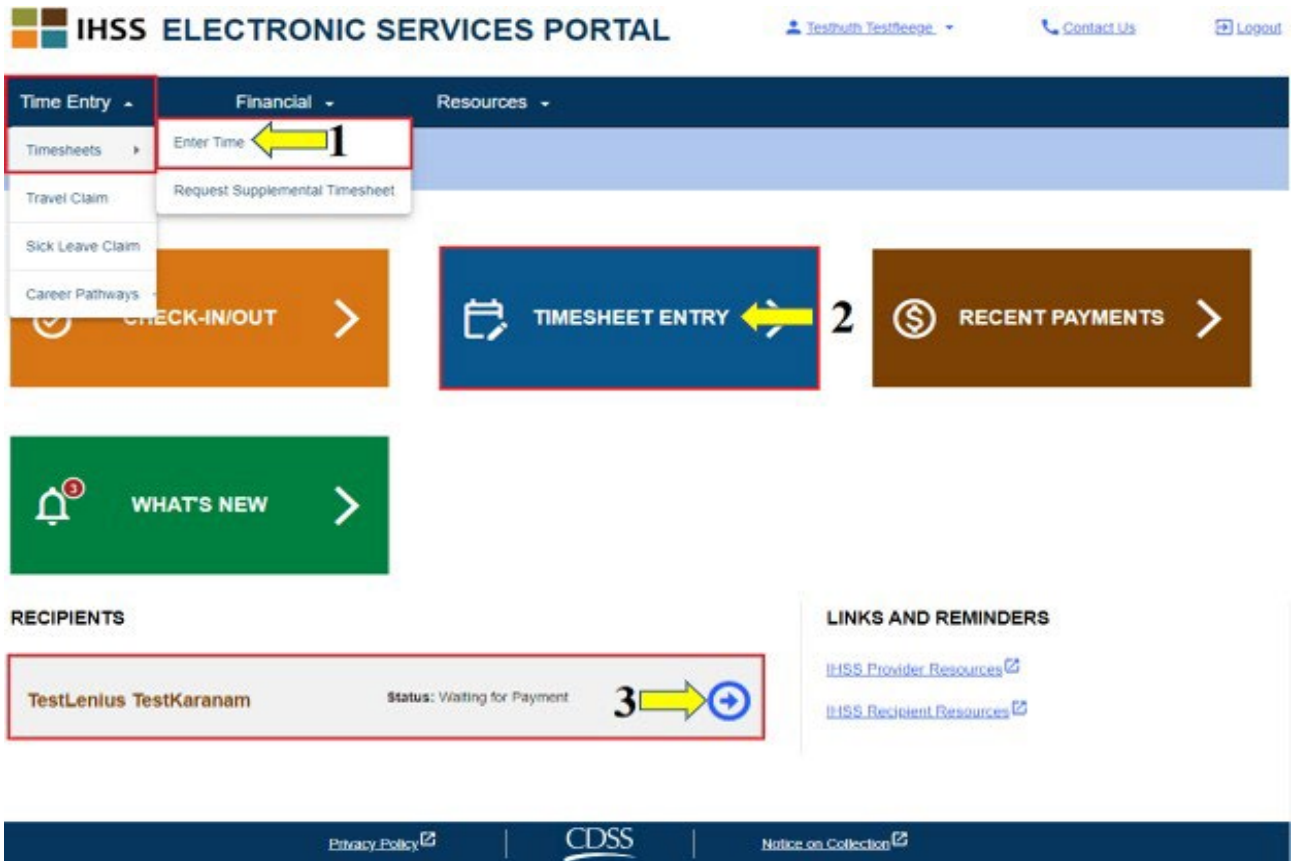 IHSS ELECTRONIC SERVICES PORTAL
Testhuth Testfleege
Contact Us
Logout
Time Entry
Financial
Resources
Timesheets
Enter Time
1
Travel Claim
Request Supplemental Timesheet
Sick Leave Claim
Career Pathways
CHECK-IN/OUT
TIMESHEET ENTRY
2
RECENT PAYMENTS
3
WHAT'S NEW
RECIPIENTS
LINKS AND REMINDERS
TestLenius TestKaranam
Status: Waiting for Payment
3
IHSS Provider Resources
IHSS Recipient Resources
Privacy Policy
CDSS
Notice on Collection